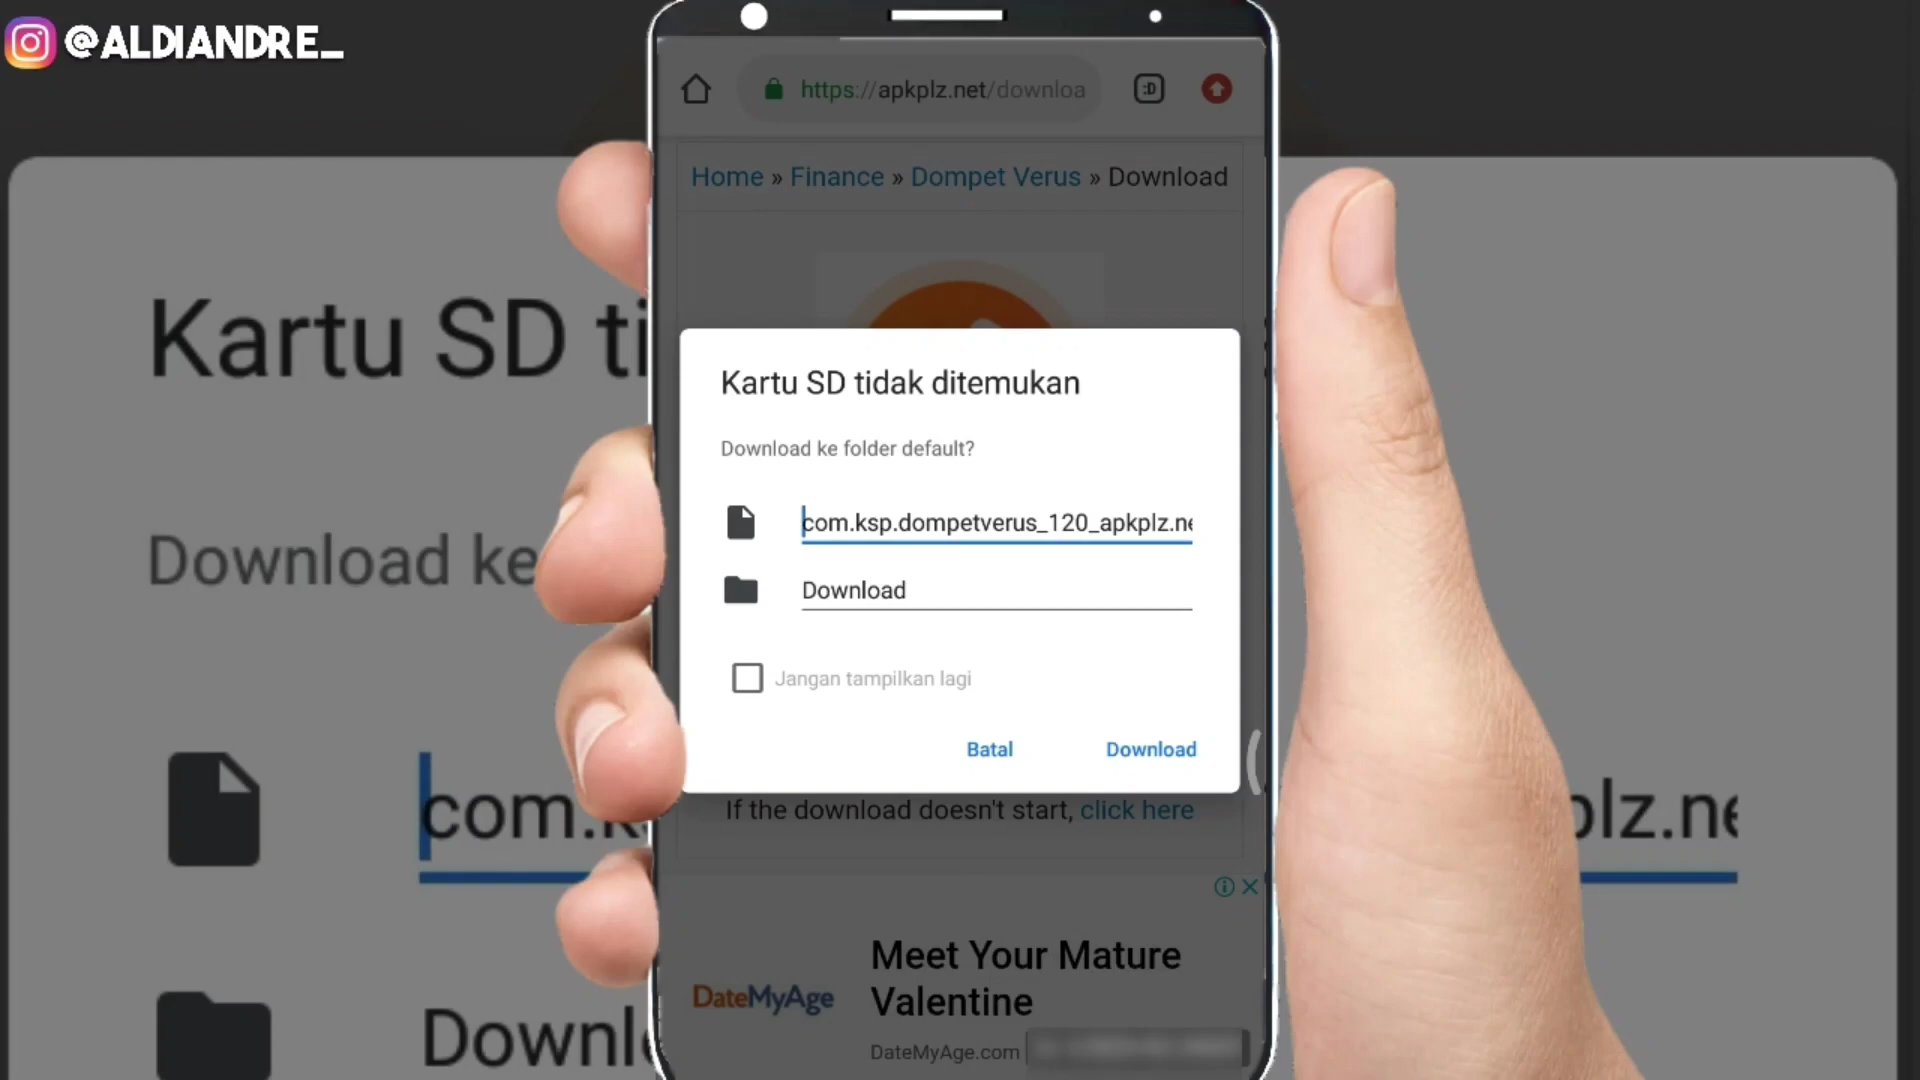 @ALDIANDRE_
:D
https://apkplz.net/downloa
Home » Finance » Dompet Verus » Download
Kartu SD tidak ditemukan
Download ke folder default?
com.ksp.dompetverus_120_apkplz.ne
Download
Jangan tampilkan lagi
Batal Download
If the download doesn't start, click here
Meet Your Mature
Valentine
DateMyAge
DateMyAge.com
Kartu SD ti
Download ke
com.k
plz.ne
Downl